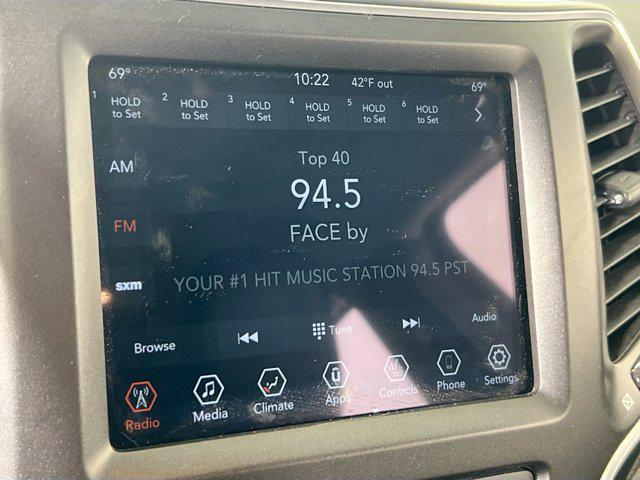 69° 10:22 42°F out 69°
1 HOLD to Set 2 HOLD to Set 3 HOLD to Set 4 HOLD to Set 5 HOLD to Set 6 HOLD to Set
AM
Top 40
94.5
FM
FACE by
sxm
YOUR #1 HIT MUSIC STATION 94.5 PST
Browse Tune Audio
Radio Media Climate Apps Controls Phone Settings